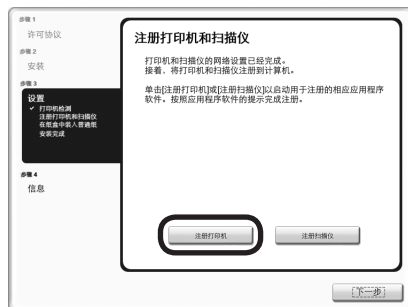 步骤 1
许可协议
步骤 2
安装
步骤 3
设置
✓ 打印机检测
注册打印机和扫描仪
在纸盒中装入普通纸
安装完成
步骤 4
信息
注册打印机和扫描仪
打印机和扫描仪的网络设置已经完成。
接着，将打印机和扫描仪注册到计算机。
单击[注册打印机]或[注册扫描仪]以启动用于注册的相应应用程序
软件。按照应用程序软件的提示完成注册。
注册打印机
注册扫描仪
下一步